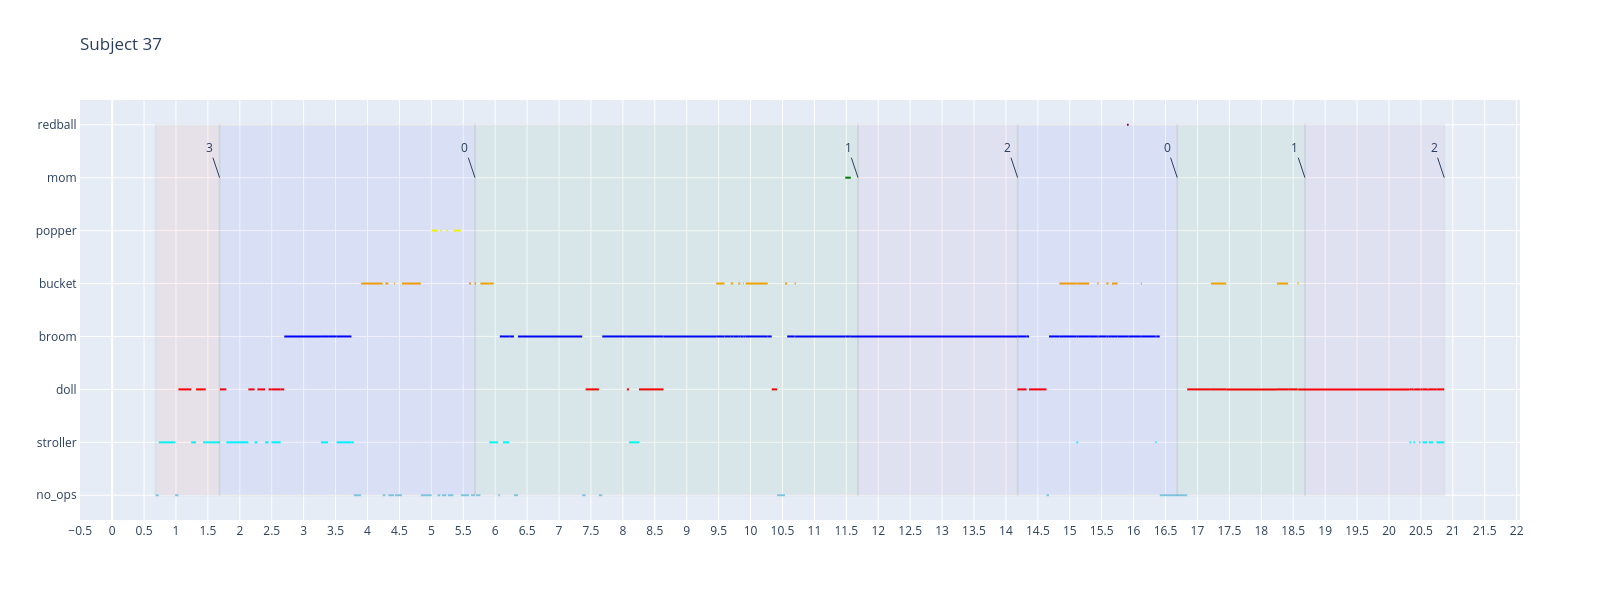 Subject 37
redball
3 0 1 2 0 1 2
mom
popper
bucket
broom
doll
stroller
no_ops
−0.5 0 0.5 1 1.5 2 2.5 3 3.5 4 4.5 5 5.5 6 6.5 7 7.5 8 8.5 9 9.5 10 10.5 11 11.5 12 12.5 13 13.5 14 14.5 15 15.5 16 16.5 17 17.5 18 18.5 19 19.5 20 20.5 21 21.5 22